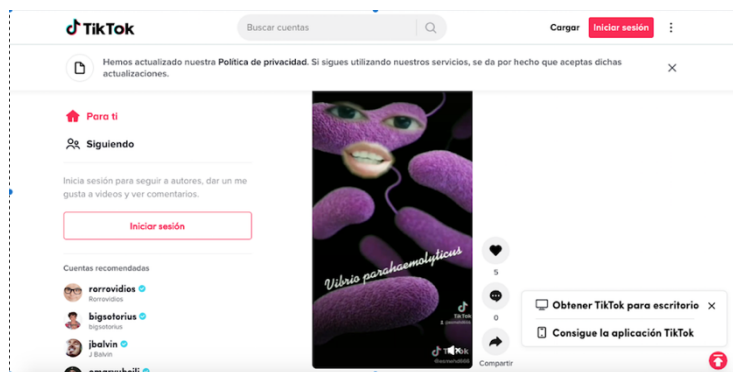 TikTok
Buscar cuentas
Cargar
Iniciar sesión
Hemos actualizado nuestra Política de privacidad. Si sigues utilizando nuestros servicios, se da por hecho que aceptas dichas
actualizaciones.
Para ti
Siguiendo
Inicia sesión para seguir a autores, dar un me
gusta a videos y ver comentarios.
Iniciar sesión
Cuentas recomendadas
rorrovidios
Rorrovidios
bigsotorius
bigsotorius
jbalvin
J Balvin
Vibrio parahaemolyticus
TikTok
5
0
Compartir
Obtener TikTok para escritorio
Consigue la aplicación TikTok